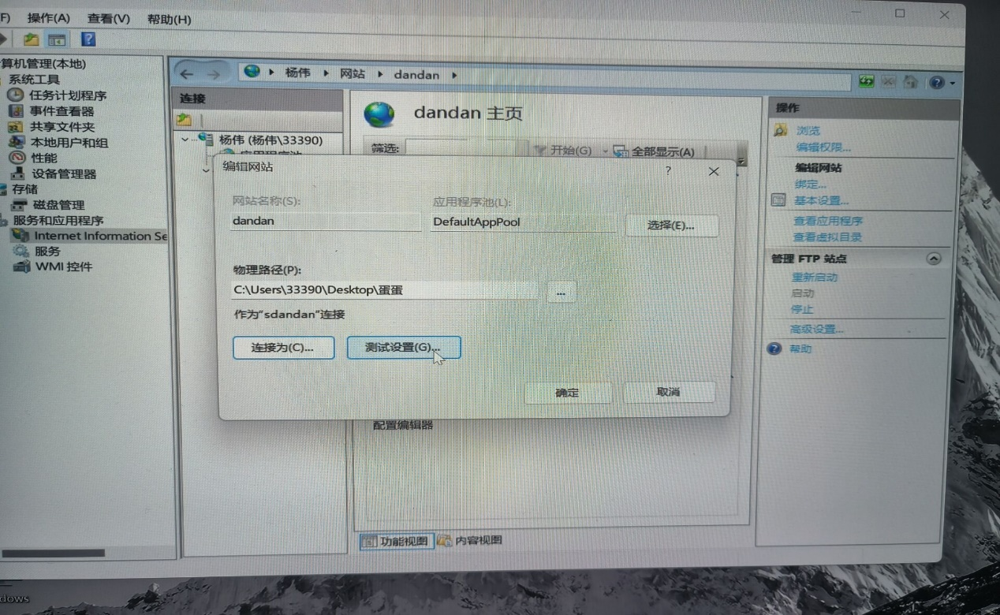 F) 操作(A) 查看(V) 帮助(H)
算机管理(本地)
系统工具
任务计划程序
事件查看器
共享文件夹
本地用户和组
性能
设备管理器
存储
磁盘管理
服务和应用程序
Internet Information Se
服务
WMI 控件
杨伟 网站 dandan
连接
杨伟 (杨伟\33390)
应用程序池
dandan 主页
筛选: 开始(G) 全部显示(A)
编辑网站
网站名称(S): 应用程序池(L):
dandan DefaultAppPool 选择(E)...
物理路径(P):
C:\Users\33390\Desktop\蛋蛋 ...
作为"sdandan"连接
连接为(C)... 测试设置(G)...
确定 取消
配置编辑器
功能视图 内容视图
操作
浏览
编辑权限...
编辑网站
绑定...
基本设置...
查看应用程序
查看虚拟目录
管理 FTP 站点
重新启动
启动
停止
高级设置...
帮助
dows